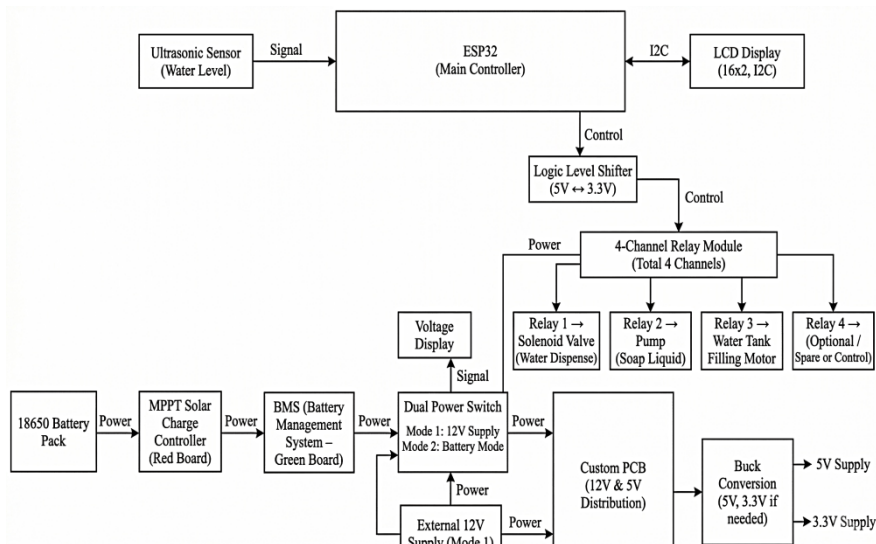 Ultrasonic Sensor
(Water Level)
Signal
ESP32
(Main Controller)
I2C
LCD Display
(16x2, I2C)
Control
Logic Level Shifter
(5V ↔ 3.3V)
Control
Power
4-Channel Relay Module
(Total 4 Channels)
Relay 1 →
Solenoid Valve
(Water Dispense)
Relay 2 →
Pump
(Soap Liquid)
Relay 3 →
Water Tank
Filling Motor
Relay 4 →
(Optional /
Spare or Control)
Voltage
Display
Signal
18650 Battery
Pack
Power
MPPT Solar
Charge
Controller
(Red Board)
Power
BMS (Battery
Management
System –
Green Board)
Power
Dual Power Switch
Mode 1: 12V Supply
Mode 2: Battery Mode
Power
Power
External 12V
Supply (Mode 1)
Power
Custom PCB
(12V & 5V
Distribution)
Buck
Conversion
(5V, 3.3V if
needed)
5V Supply
3.3V Supply